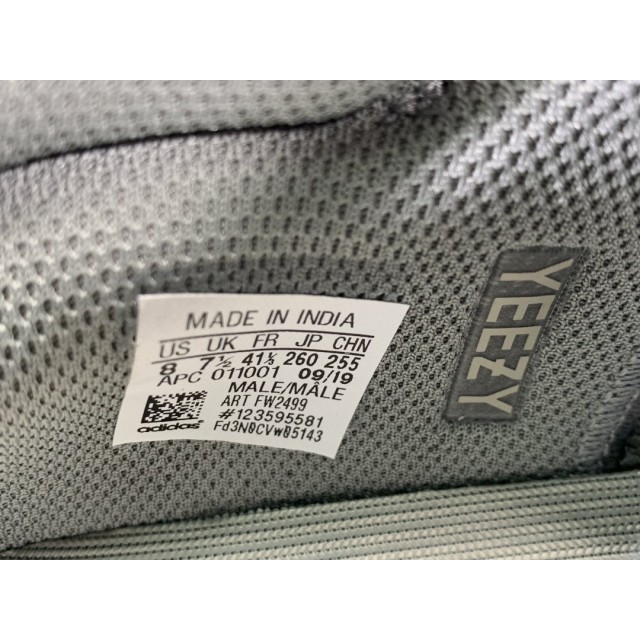 MADE IN INDIA
US UK FR JP CHN
8 7½ 41⅓ 260 255
APC 011001 09/19
MALE/MÂLE
ART FW2499
#123595581
adidas Fd3N0CVw05143
YEEZY